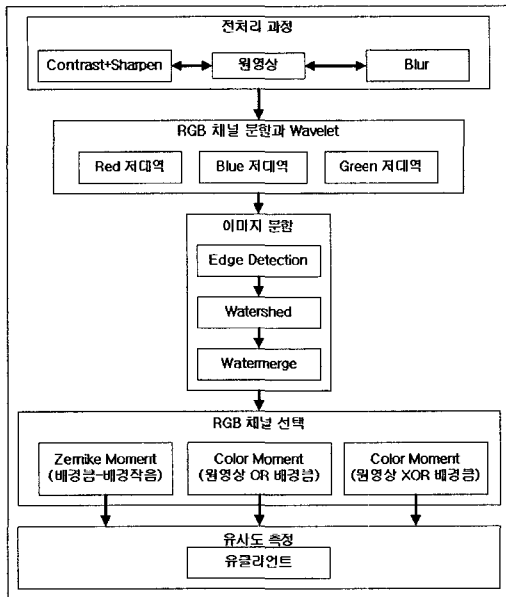 전처리 과정
Contrast+Sharpen
원영상
Blur
RGB 채널 분할과 Wavelet
Red 저대역
Blue 저대역
Green 저대역
이미지 분할
Edge Detection
Watershed
Watermerge
RGB 채널 선택
Zernike Moment
(배경큼-배경작음)
Color Moment
(원영상 OR 배경큼)
Color Moment
(원영상 XOR 배경큼)
유사도 측정
유클리언트